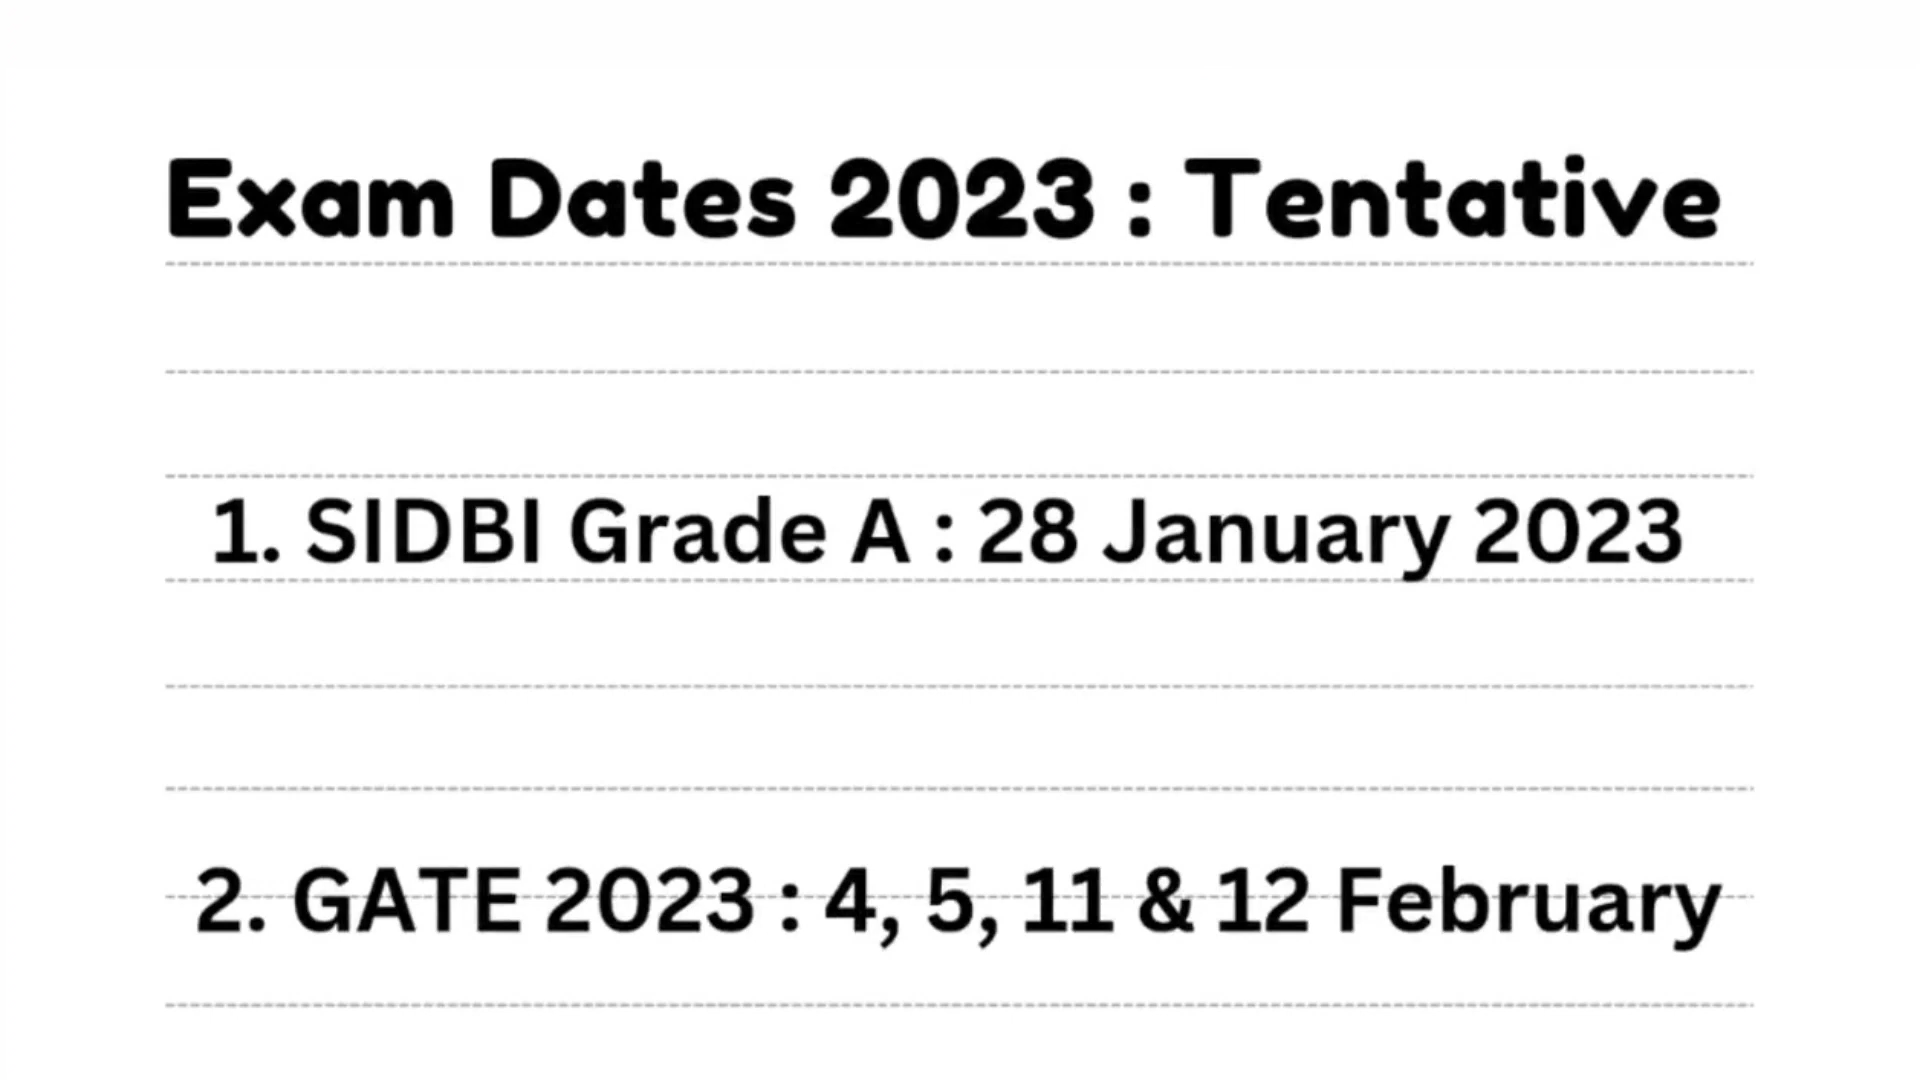 Exam Dates 2023 : Tentative
1. SIDBI Grade A : 28 January 2023
2. GATE 2023 : 4, 5, 11 & 12 February